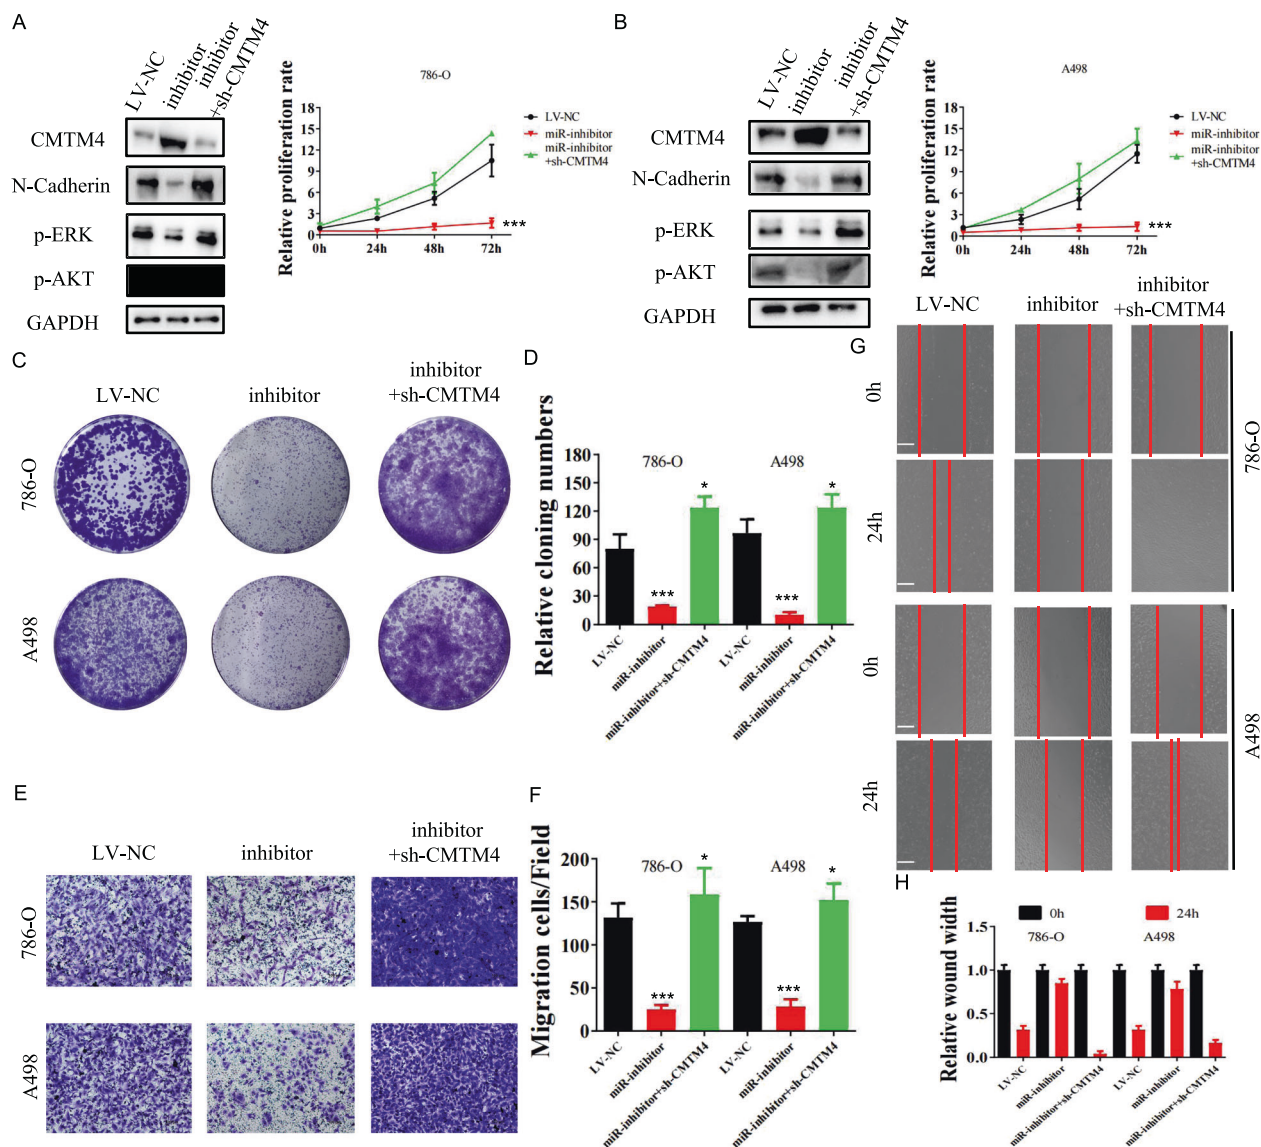 A
LV-NC
inhibitor
inhibitor
+sh-CMTM4
CMTM4
N-Cadherin
p-ERK
p-AKT
GAPDH
786-O
Relative proliferation rate
18
15
12
9
6
3
0
0h
24h
48h
72h
***
LV-NC
miR-inhibitor
miR-inhibitor
+sh-CMTM4
B
LV-NC
inhibitor
inhibitor
+sh-CMTM4
CMTM4
N-Cadherin
p-ERK
p-AKT
GAPDH
A498
Relative proliferation rate
18
15
12
9
6
3
0
0h
24h
48h
72h
***
LV-NC
miR-inhibitor
miR-inhibitor
+sh-CMTM4
C
LV-NC
inhibitor
inhibitor
+sh-CMTM4
786-O
A498
D
Relative cloning numbers
180
150
120
90
60
30
0
786-O
A498
***
*
***
*
LV-NC
miR-inhibitor
miR-inhibitor+sh-CMTM4
LV-NC
miR-inhibitor
miR-inhibitor+sh-CMTM4
E
LV-NC
inhibitor
inhibitor
+sh-CMTM4
786-O
A498
F
Migration cells/Field
200
150
100
50
0
786-O
A498
***
*
***
*
LV-NC
miR-inhibitor
miR-inhibitor+sh-CMTM4
LV-NC
miR-inhibitor
miR-inhibitor+sh-CMTM4
G
LV-NC
inhibitor
inhibitor
+sh-CMTM4
0h
24h
0h
24h
786-O
A498
H
Relative wound width
1.5
1.0
0.5
0.0
0h
24h
786-O
A498
LV-NC
miR-inhibitor
miR-inhibitor+sh-CMTM4
LV-NC
miR-inhibitor
miR-inhibitor+sh-CMTM4